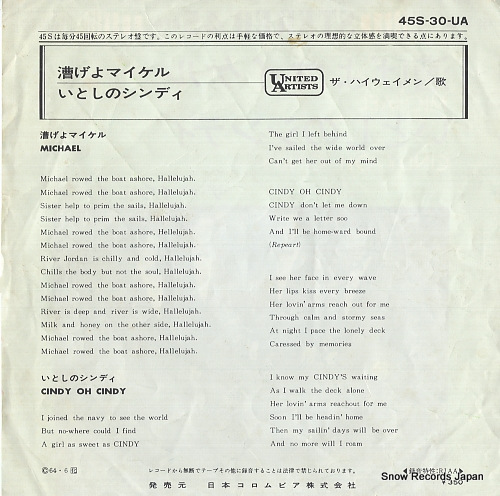 45S-30-UA
45Sは毎分45回転のステレオ盤です。このレコードの利点は手軽な価格で、ステレオの理想的な立体感を満喫できる点にあります。
漕げよマイケル
いとしのシンディ
UNITED ARTISTS
ザ・ハイウェイメン/歌
漕げよマイケル
MICHAEL
Michael rowed the boat ashore, Hallelujah.
Michael rowed the boat ashore, Hallelujah.
Sister help to prim the sails, Hallelujah.
Sister help to prim the sails, Hallelujah.
Michael rowed the boat ashore, Hellelujah.
Michael rowed the boat ashore, Hallelujah.
River Jordan is chilly and cold, Hallelujah.
Chills the body but not the soul, Hallelujah.
Michael rowed the boat ashore, Hallelujah.
Michael rowed the boat ashore, Hallelujah.
River is deep and river is wide, Hallelujah.
Milk and honey on the other side, Hallelujah.
Michael rowed the boat ashore, Hallelujah.
Michael rowed the boat ashore, Hallelujah.
いとしのシンディ
CINDY OH CINDY
I joined the navy to see the world
But no-where could I find
A girl as sweet as CINDY
The girl I left behind
I've sailed the wide world over
Can't get her out of my mind
CINDY OH CINDY
CINDY don't let me down
Write we a letter soo
And I'll be home-ward bound
(Repeart)
I see her face in every wave
Her lips kiss every breeze
Her lovin' arms reach out for me
Through calm and stormy seas
At night I pace the lonely deck
Caressed by memories
I know my CINDY'S waiting
As I walk the deck alone
Her lovin' arms reachout for me
Soon I'll be headin' home
Then my sailin' days will be over
And no more will I roam
©64・6
レコードから無断でテープその他に録音することは法律で禁じられております。
◀録音特性:RIAA▶
発売元 日本コロムビア株式会社
¥350
Snow Records Japan